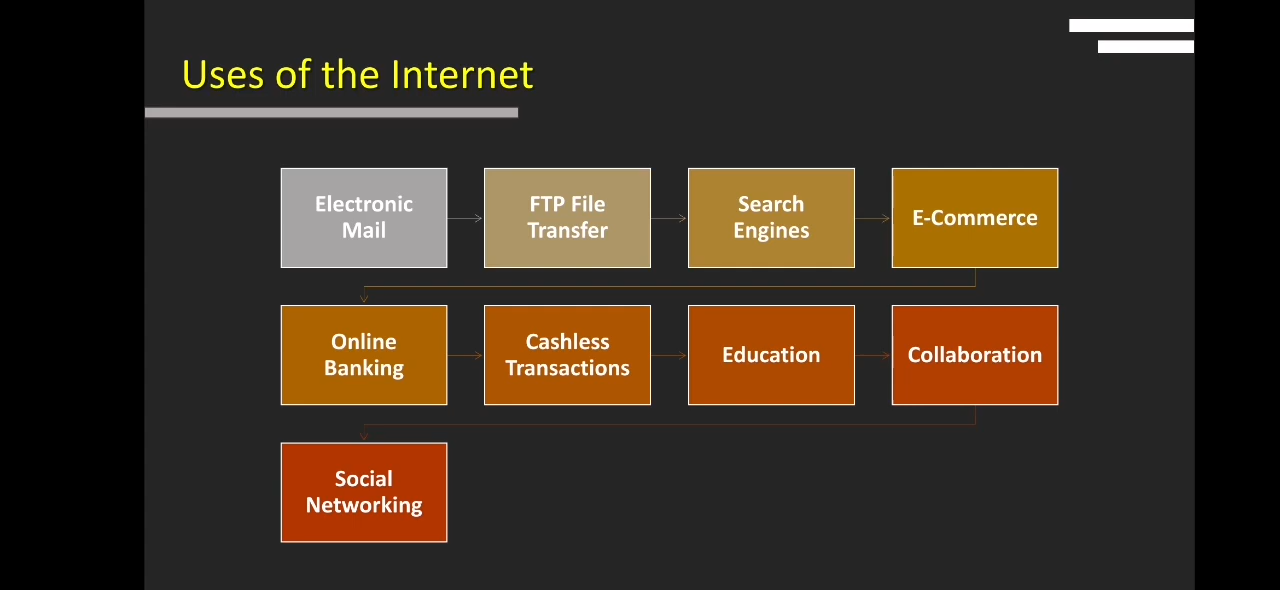 Uses of the Internet
Electronic
Mail
FTP File
Transfer
Search
Engines
E-Commerce
Online
Banking
Cashless
Transactions
Education
Collaboration
Social
Networking